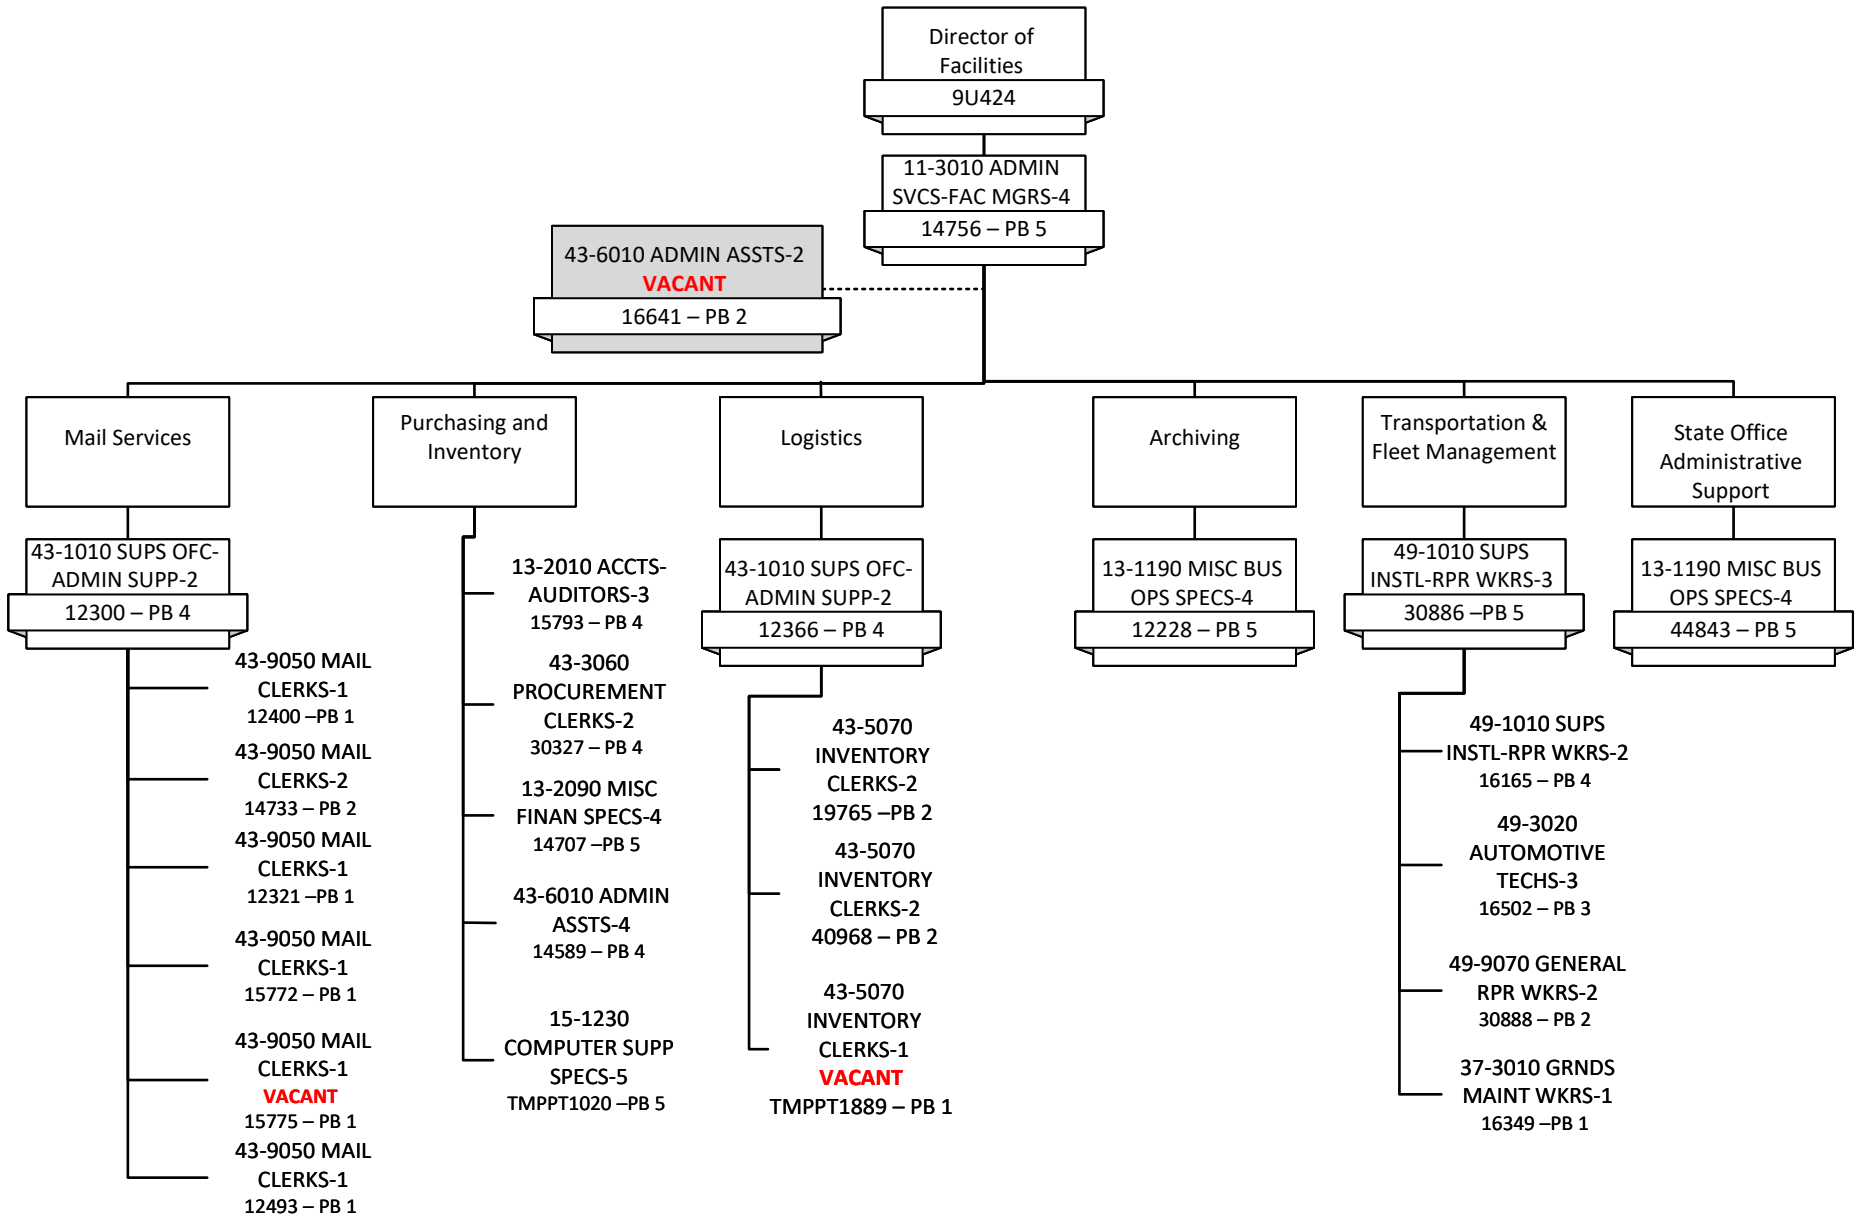 Director of
Facilities
9U424
11-3010 ADMIN
SVCS-FAC MGRS-4
14756 – PB 5
43-6010 ADMIN ASSTS-2
VACANT
16641 – PB 2
Mail Services
43-1010 SUPS OFC-
ADMIN SUPP-2
12300 – PB 4
43-9050 MAIL
CLERKS-1
12400 –PB 1
43-9050 MAIL
CLERKS-2
14733 – PB 2
43-9050 MAIL
CLERKS-1
12321 –PB 1
43-9050 MAIL
CLERKS-1
15772 – PB 1
43-9050 MAIL
CLERKS-1
VACANT
15775 – PB 1
43-9050 MAIL
CLERKS-1
12493 – PB 1
Purchasing and
Inventory
13-2010 ACCTS-
AUDITORS-3
15793 – PB 4
43-3060
PROCUREMENT
CLERKS-2
30327 – PB 4
13-2090 MISC
FINAN SPECS-4
14707 –PB 5
43-6010 ADMIN
ASSTS-4
14589 – PB 4
15-1230
COMPUTER SUPP
SPECS-5
TMPPT1020 –PB 5
Logistics
43-1010 SUPS OFC-
ADMIN SUPP-2
12366 – PB 4
43-5070
INVENTORY
CLERKS-2
19765 –PB 2
43-5070
INVENTORY
CLERKS-2
40968 – PB 2
43-5070
INVENTORY
CLERKS-1
VACANT
TMPPT1889 – PB 1
Archiving
13-1190 MISC BUS
OPS SPECS-4
12228 – PB 5
Transportation &
Fleet Management
49-1010 SUPS
INSTL-RPR WKRS-3
30886 –PB 5
49-1010 SUPS
INSTL-RPR WKRS-2
16165 – PB 4
49-3020
AUTOMOTIVE
TECHS-3
16502 – PB 3
49-9070 GENERAL
RPR WKRS-2
30888 – PB 2
37-3010 GRNDS
MAINT WKRS-1
16349 –PB 1
State Office
Administrative
Support
13-1190 MISC BUS
OPS SPECS-4
44843 – PB 5